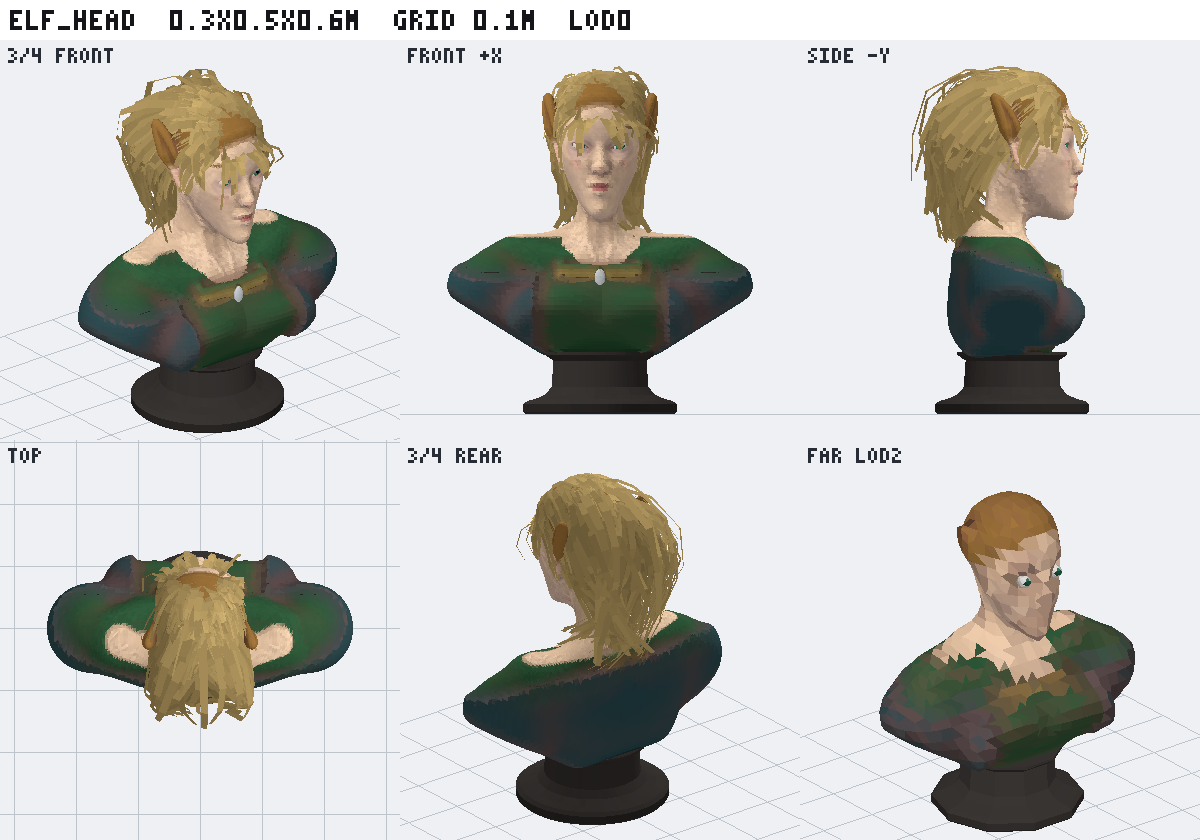 ELF_HEAD 0.3X0.5X0.6M GRID 0.1M LOD0
3/4 FRONT
FRONT +X
SIDE -Y
TOP
3/4 REAR
FAR LOD2